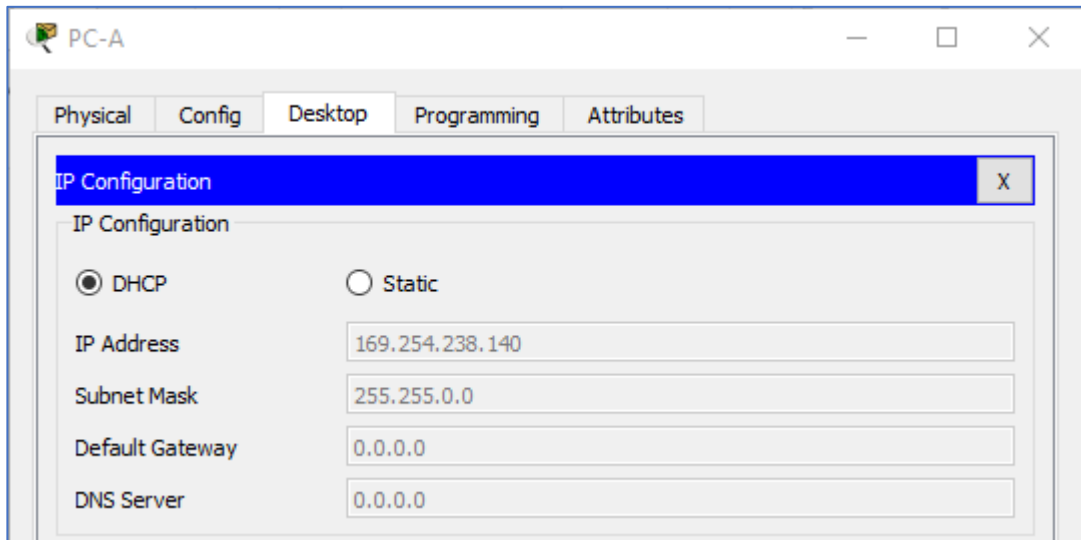 PC-A
Physical Config Desktop Programming Attributes
IP Configuration X
IP Configuration
DHCP Static
IP Address 169.254.238.140
Subnet Mask 255.255.0.0
Default Gateway 0.0.0.0
DNS Server 0.0.0.0